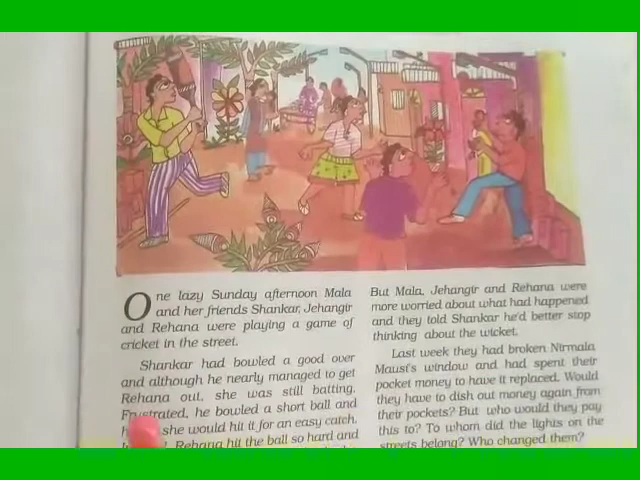 One lazy Sunday afternoon Mala
and her friends Shankar, Jehangir
and Rehana were playing a game of
cricket in the street.
Shankar had bowled a good over
and although he nearly managed to get
Rehana out, she was still batting.
Frustrated, he bowled a short ball and
she would hit it for an easy catch.
Rehana hit the ball so hard and
But Mala, Jehangir and Rehana were
more worried about what had happened
and they told Shankar he'd better stop
thinking about the wicket.
Last week they had broken Nirmala
Mausi's window and had spent their
pocket money to have it replaced. Would
they have to dish out money again from
their pockets? But who would they pay
this to? To whom did the lights on the
streets belong? Who changed them?